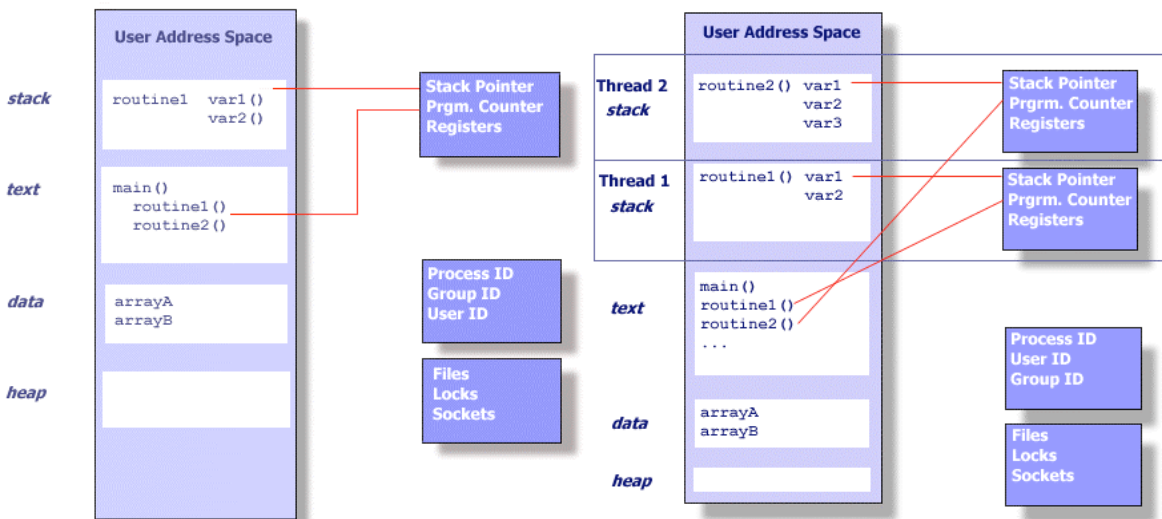 User Address Space
stack
routine1 var1()
var2()
Stack Pointer
Prgm. Counter
Registers
text
main()
routine1()
routine2()
data
arrayA
arrayB
Process ID
Group ID
User ID
heap
Files
Locks
Sockets
User Address Space
Thread 2
stack
routine2() var1
var2
var3
Stack Pointer
Prgrm. Counter
Registers
Thread 1
stack
routine1() var1
var2
Stack Pointer
Prgrm. Counter
Registers
text
main()
routine1()
routine2()
...
Process ID
User ID
Group ID
data
arrayA
arrayB
Files
Locks
Sockets
heap